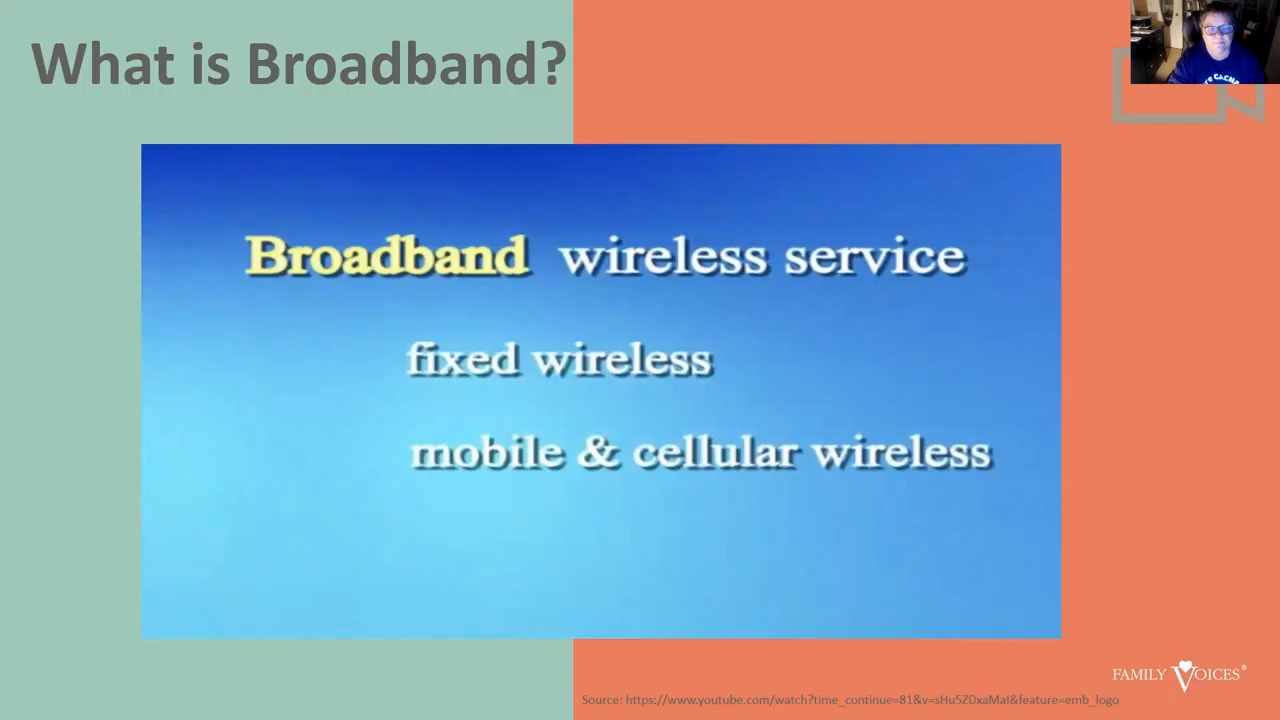 What is Broadband?
Broadband wireless service
fixed wireless
mobile & cellular wireless
FAMILY VOICES®
Source: https://www.youtube.com/watch?time_continue=81&v=sHu5ZDxaMaI&feature=emb_logo